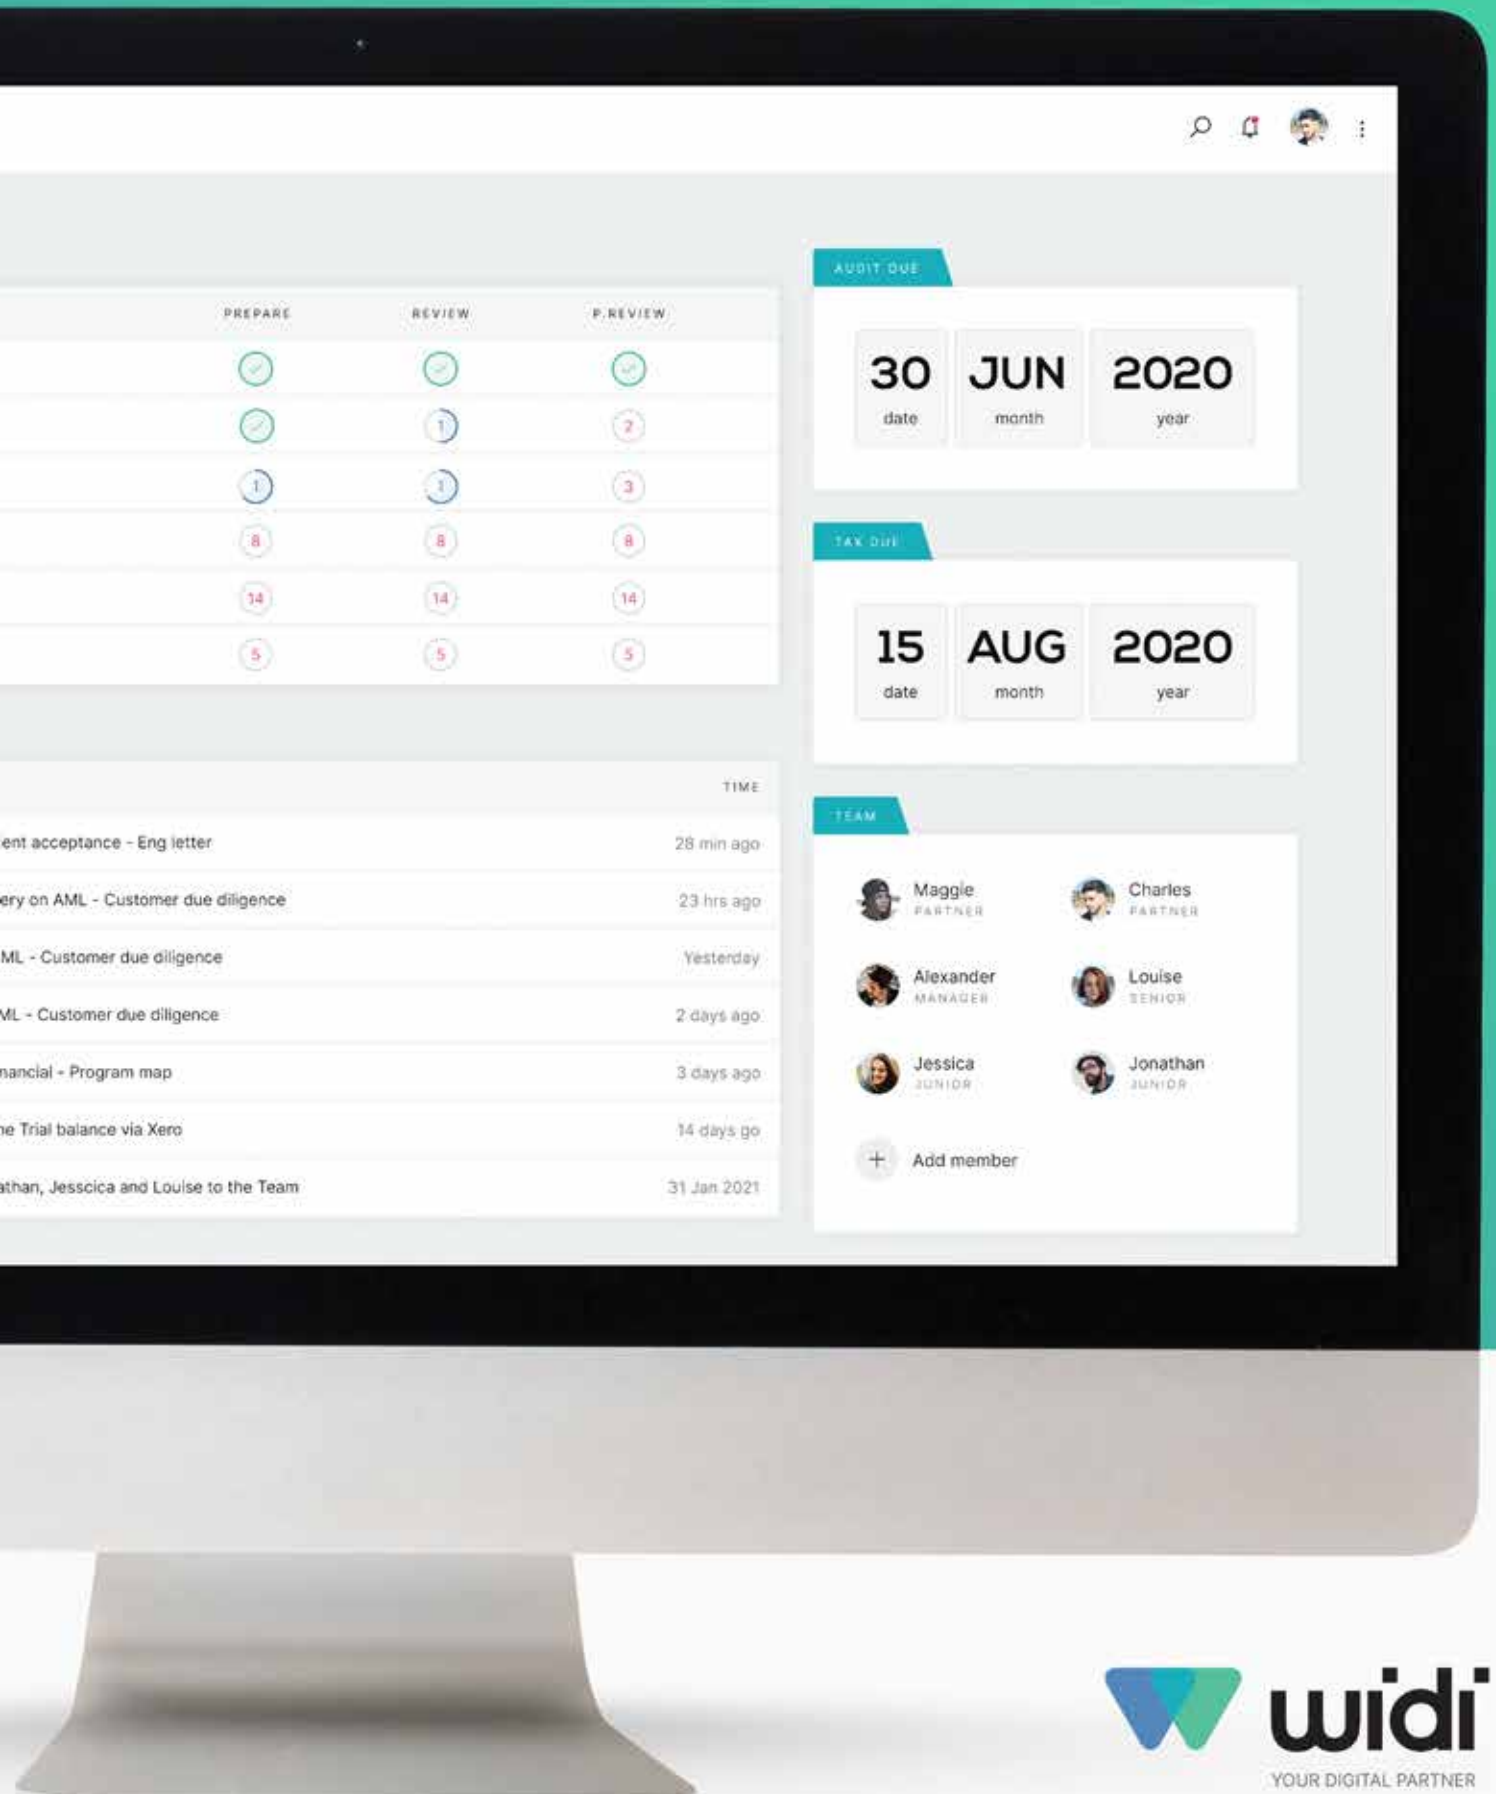 PREPARE REVIEW P.REVIEW
1 2
1 1 3
8 8 8
14 14 14
5 5 5
AUDIT DUE
30 JUN 2020
date month year
TAX DUE
15 AUG 2020
date month year
TIME
ent acceptance - Eng letter 28 min ago
ery on AML - Customer due diligence 23 hrs ago
ML - Customer due diligence Yesterday
ML - Customer due diligence 2 days ago
nancial - Program map 3 days ago
ne Trial balance via Xero 14 days go
athan, Jesscica and Louise to the Team 31 Jan 2021
TEAM
Maggie Charles
PARTNER PARTNER
Alexander Louise
MANAGER SENIOR
Jessica Jonathan
JUNIOR JUNIOR
+ Add member
widi
YOUR DIGITAL PARTNER